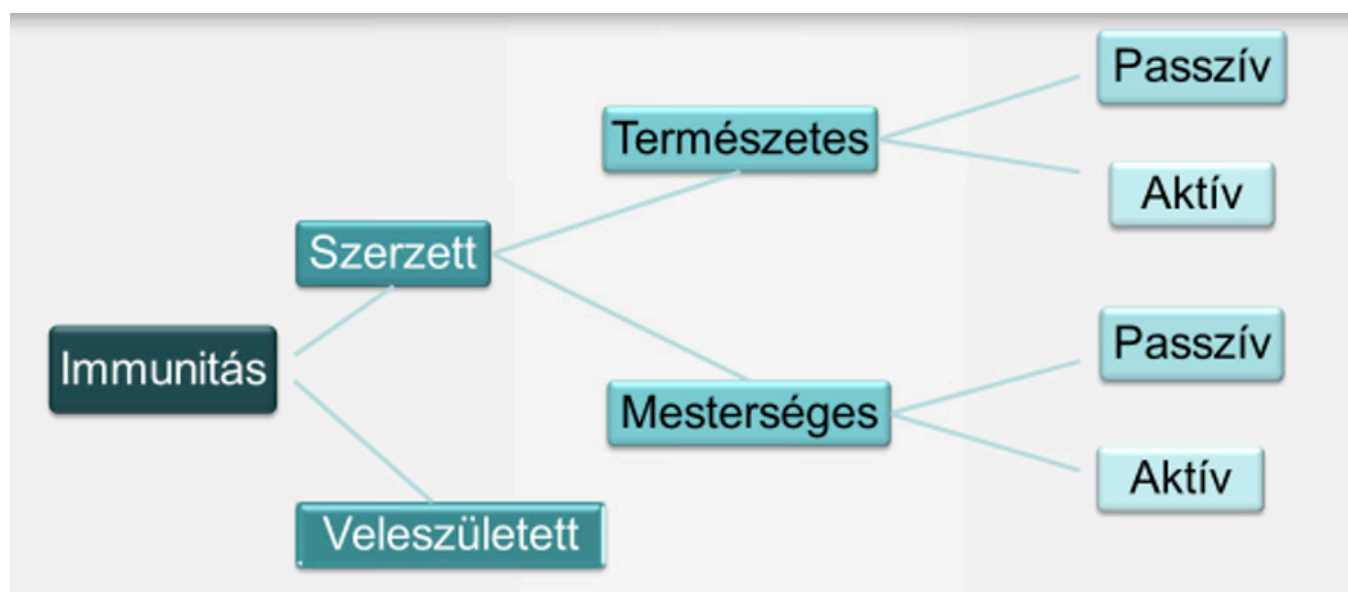 Passzív
Természetes
Aktív
Szerzett
Immunitás
Passzív
Mesterséges
Aktív
Veleszületett